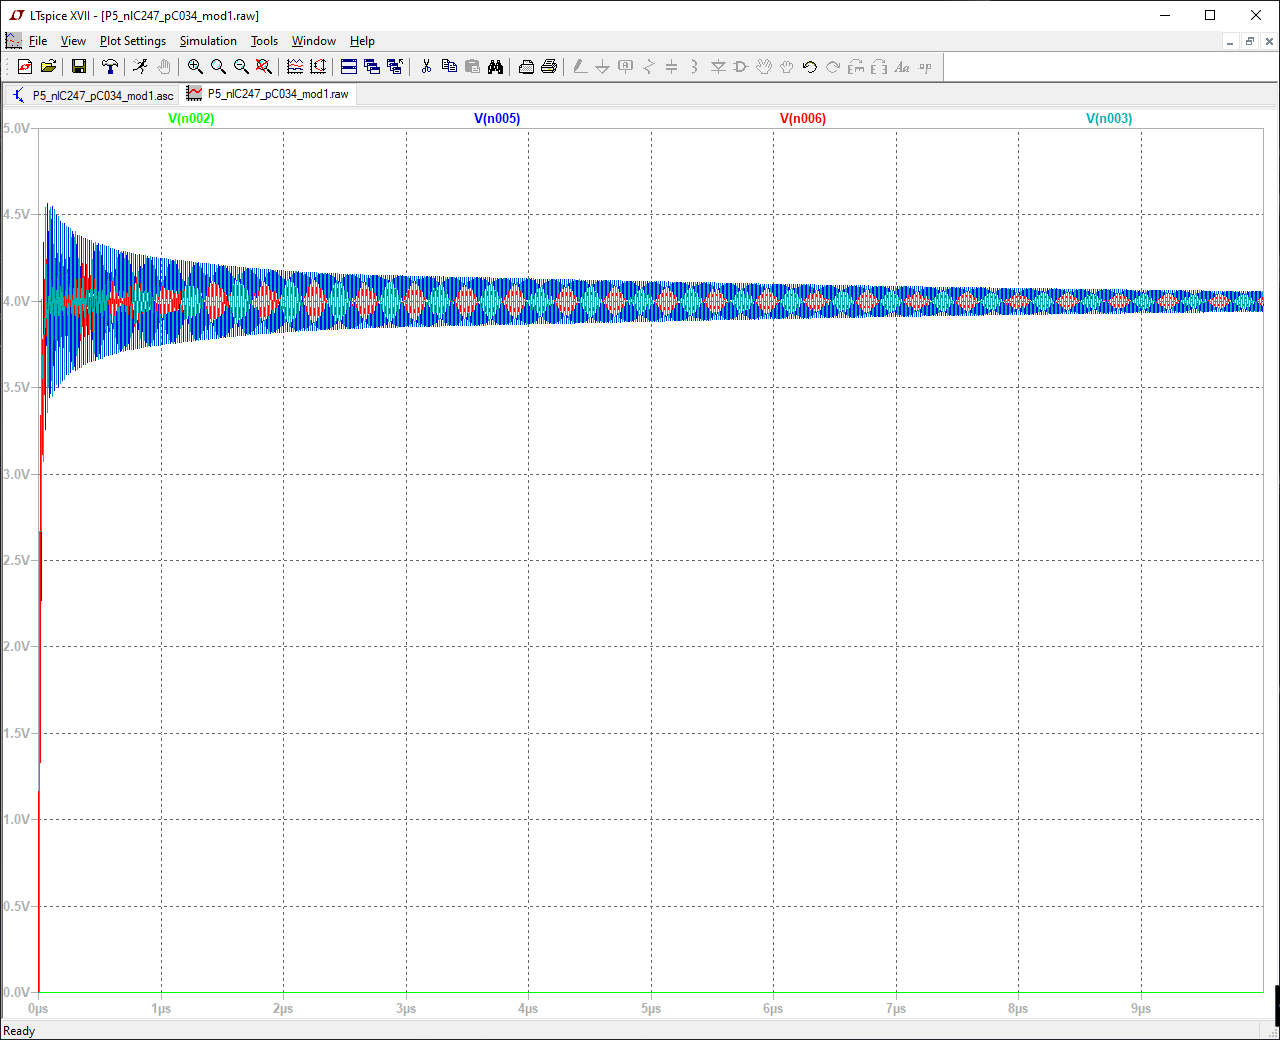 LTspice XVII - [P5_nIC247_pC034_mod1.raw]
File View Plot Settings Simulation Tools Window Help
P5_nIC247_pC034_mod1.asc P5_nIC247_pC034_mod1.raw
V(n002) V(n005) V(n006) V(n003)
5.0V
4.5V
4.0V
3.5V
3.0V
2.5V
2.0V
1.5V
1.0V
0.5V
0.0V
0µs 1µs 2µs 3µs 4µs 5µs 6µs 7µs 8µs 9µs
Ready